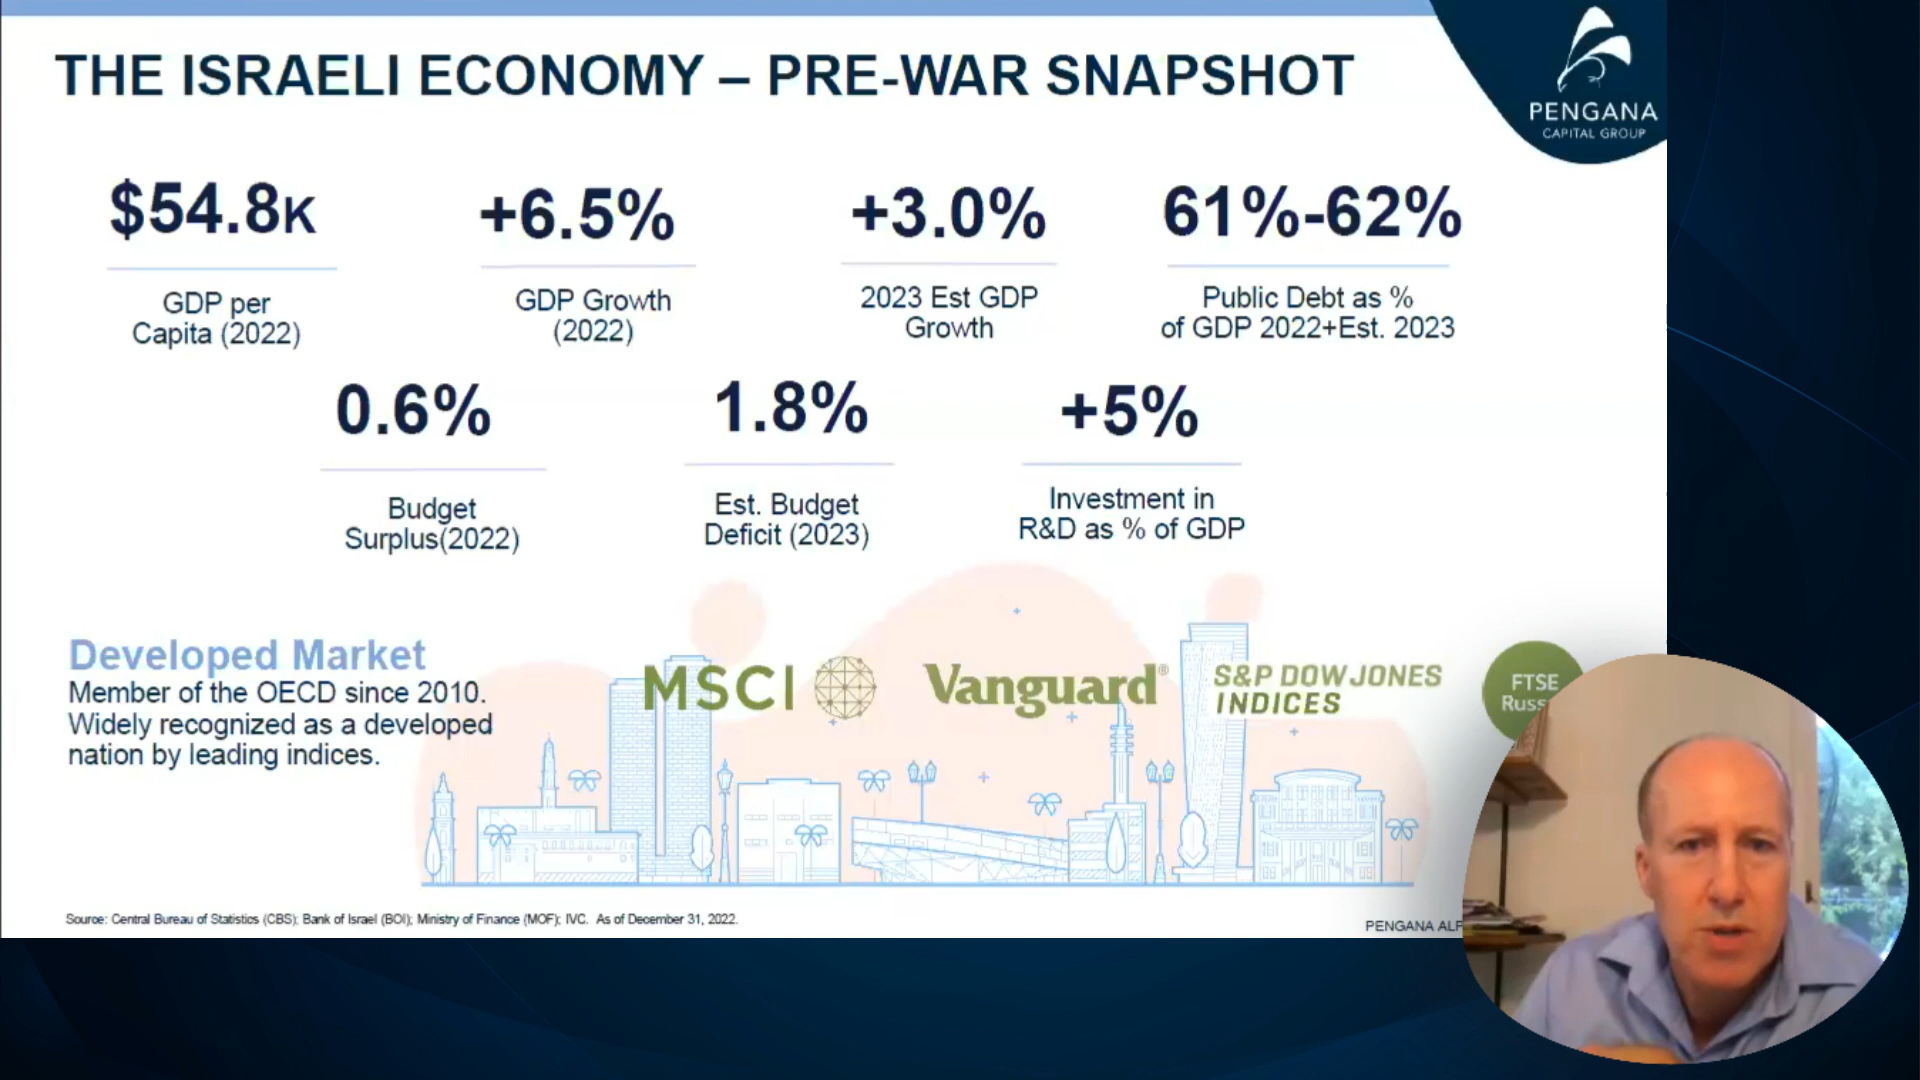 THE ISRAELI ECONOMY – PRE-WAR SNAPSHOT
PENGANA
CAPITAL GROUP
$54.8K
+6.5%
+3.0%
61%-62%
GDP per
Capita (2022)
GDP Growth
(2022)
2023 Est GDP
Growth
Public Debt as %
of GDP 2022+Est. 2023
0.6%
1.8%
+5%
Budget
Surplus(2022)
Est. Budget
Deficit (2023)
Investment in
R&D as % of GDP
Developed Market
Member of the OECD since 2010.
Widely recognized as a developed
nation by leading indices.
MSCI
Vanguard®
S&P DOW JONES
INDICES
FTSE
Source: Central Bureau of Statistics (CBS); Bank of Israel (BOI); Ministry of Finance (MOF); IVC. As of December 31, 2022.
PENGANA